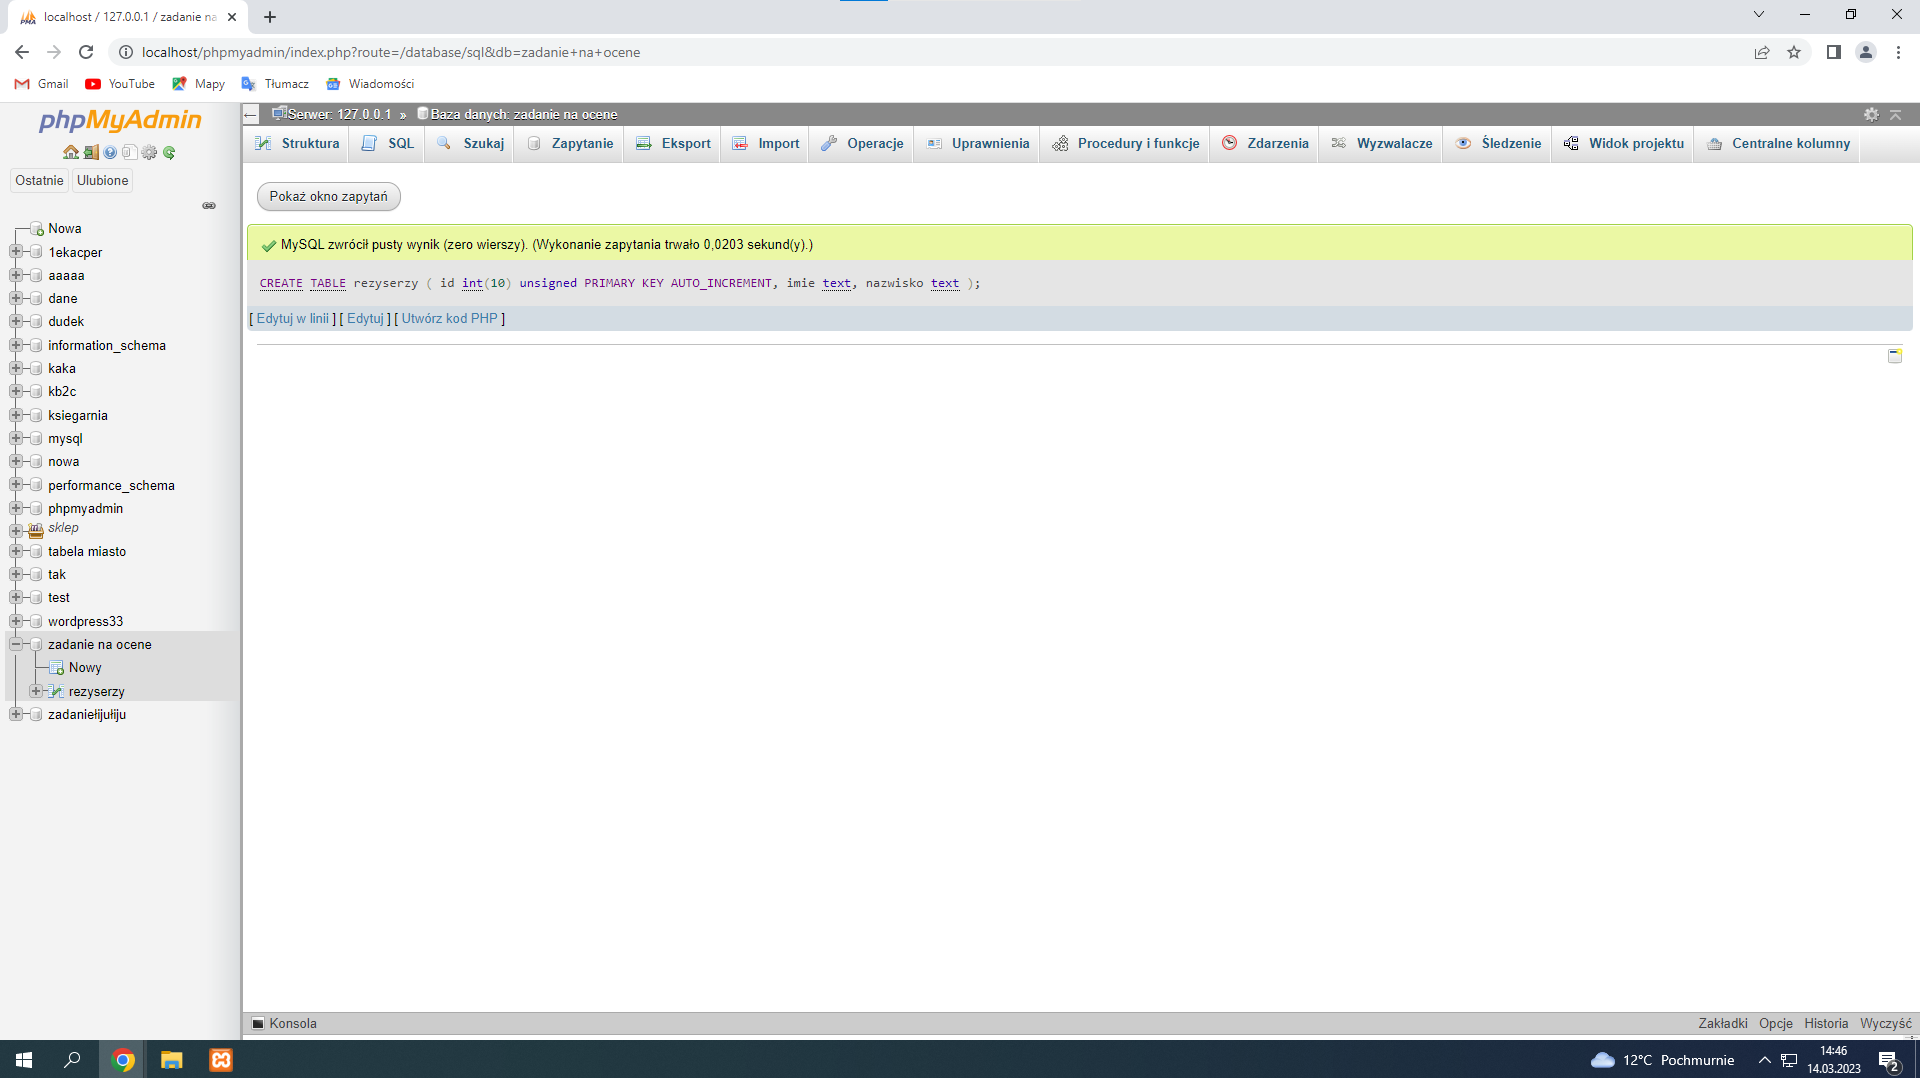 localhost / 127.0.0.1 / zadanie na
localhost/phpmyadmin/index.php?route=/database/sql&db=zadanie+na+ocene
Gmail YouTube Mapy Tłumacz Wiadomości
phpMyAdmin
Ostatnie Ulubione
Nowa
1ekacper
aaaaa
dane
dudek
information_schema
kaka
kb2c
ksiegarnia
mysql
nowa
performance_schema
phpmyadmin
sklep
tabela miasto
tak
test
wordpress33
zadanie na ocene
Nowy
rezyserzy
zadaniełijułiju
Serwer: 127.0.0.1 » Baza danych: zadanie na ocene
Struktura SQL Szukaj Zapytanie Eksport Import Operacje Uprawnienia Procedury i funkcje Zdarzenia Wyzwalacze Śledzenie Widok projektu Centralne kolumny
Pokaż okno zapytań
MySQL zwrócił pusty wynik (zero wierszy). (Wykonanie zapytania trwało 0,0203 sekund(y).)
CREATE TABLE rezyserzy ( id int(10) unsigned PRIMARY KEY AUTO_INCREMENT, imie text, nazwisko text );
[ Edytuj w linii ] [ Edytuj ] [ Utwórz kod PHP ]
Konsola
Zakładki Opcje Historia Wyczyść
12°C Pochmurnie
14:46
14.03.2023
2